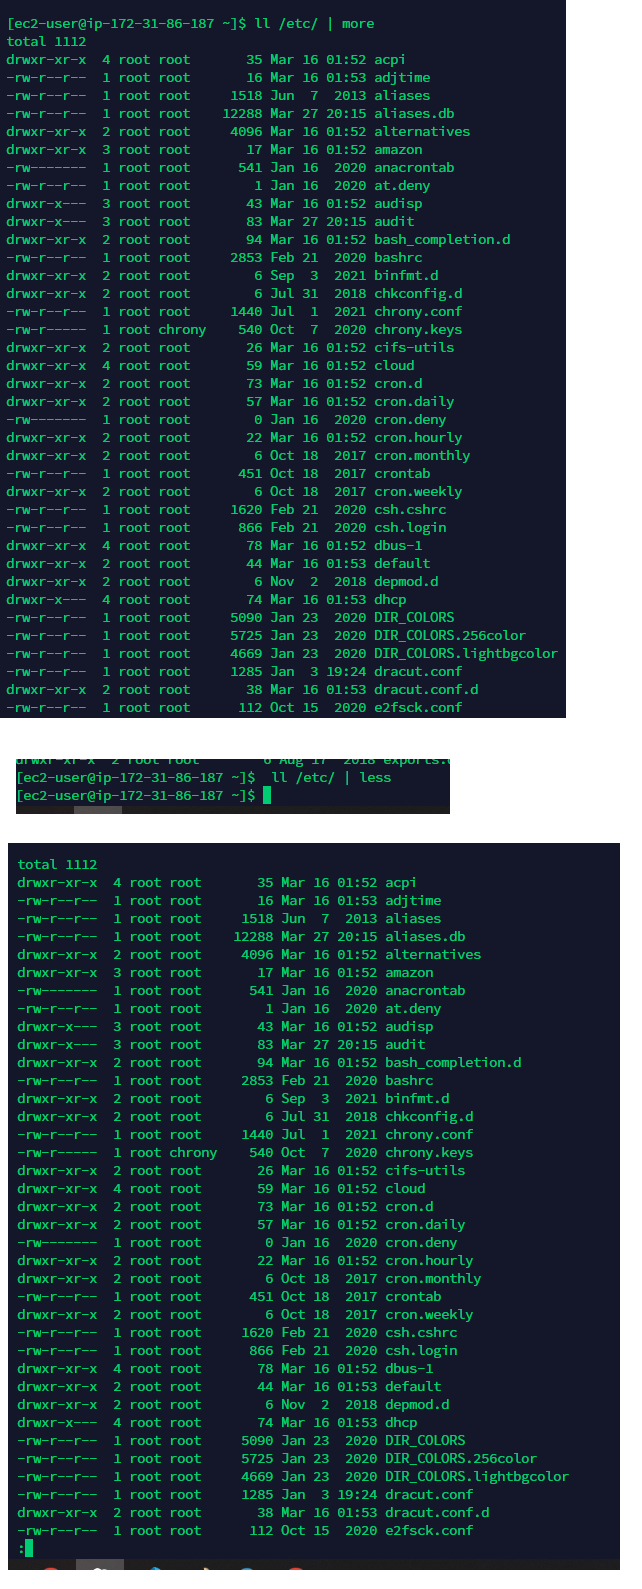 [ec2-user@ip-172-31-86-187 ~]$ ll /etc/ | more
total 1112
drwxr-xr-x  4 root root       35 Mar 16 01:52 acpi
-rw-r--r--  1 root root       16 Mar 16 01:53 adjtime
-rw-r--r--  1 root root     1518 Jun  7  2013 aliases
-rw-r--r--  1 root root    12288 Mar 27 20:15 aliases.db
drwxr-xr-x  2 root root     4096 Mar 16 01:52 alternatives
drwxr-xr-x  3 root root       17 Mar 16 01:52 amazon
-rw-------  1 root root      541 Jan 16  2020 anacrontab
-rw-r--r--  1 root root        1 Jan 16  2020 at.deny
drwxr-x---  3 root root       43 Mar 16 01:52 audisp
drwxr-x---  3 root root       83 Mar 27 20:15 audit
drwxr-xr-x  2 root root       94 Mar 16 01:52 bash_completion.d
-rw-r--r--  1 root root     2853 Feb 21  2020 bashrc
drwxr-xr-x  2 root root        6 Sep  3  2021 binfmt.d
drwxr-xr-x  2 root root        6 Jul 31  2018 chkconfig.d
-rw-r--r--  1 root root     1440 Jul  1  2021 chrony.conf
-rw-r-----  1 root chrony    540 Oct  7  2020 chrony.keys
drwxr-xr-x  2 root root       26 Mar 16 01:52 cifs-utils
drwxr-xr-x  4 root root       59 Mar 16 01:52 cloud
drwxr-xr-x  2 root root       73 Mar 16 01:52 cron.d
drwxr-xr-x  2 root root       57 Mar 16 01:52 cron.daily
-rw-------  1 root root        0 Jan 16  2020 cron.deny
drwxr-xr-x  2 root root       22 Mar 16 01:52 cron.hourly
drwxr-xr-x  2 root root        6 Oct 18  2017 cron.monthly
-rw-r--r--  1 root root      451 Oct 18  2017 crontab
drwxr-xr-x  2 root root        6 Oct 18  2017 cron.weekly
-rw-r--r--  1 root root     1620 Feb 21  2020 csh.cshrc
-rw-r--r--  1 root root      866 Feb 21  2020 csh.login
drwxr-xr-x  4 root root       78 Mar 16 01:52 dbus-1
drwxr-xr-x  2 root root       44 Mar 16 01:53 default
drwxr-xr-x  2 root root        6 Nov  2  2018 depmod.d
drwxr-x---  4 root root       74 Mar 16 01:53 dhcp
-rw-r--r--  1 root root     5090 Jan 23  2020 DIR_COLORS
-rw-r--r--  1 root root     5725 Jan 23  2020 DIR_COLORS.256color
-rw-r--r--  1 root root     4669 Jan 23  2020 DIR_COLORS.lightbgcolor
-rw-r--r--  1 root root     1285 Jan  3 19:24 dracut.conf
drwxr-xr-x  2 root root       38 Mar 16 01:53 dracut.conf.d
-rw-r--r--  1 root root      112 Oct 15  2020 e2fsck.conf
drwxr-xr-x  2 root root        6 Aug 17  2018 exports.
[ec2-user@ip-172-31-86-187 ~]$  ll /etc/ | less
[ec2-user@ip-172-31-86-187 ~]$
total 1112
drwxr-xr-x  4 root root       35 Mar 16 01:52 acpi
-rw-r--r--  1 root root       16 Mar 16 01:53 adjtime
-rw-r--r--  1 root root     1518 Jun  7  2013 aliases
-rw-r--r--  1 root root    12288 Mar 27 20:15 aliases.db
drwxr-xr-x  2 root root     4096 Mar 16 01:52 alternatives
drwxr-xr-x  3 root root       17 Mar 16 01:52 amazon
-rw-------  1 root root      541 Jan 16  2020 anacrontab
-rw-r--r--  1 root root        1 Jan 16  2020 at.deny
drwxr-x---  3 root root       43 Mar 16 01:52 audisp
drwxr-x---  3 root root       83 Mar 27 20:15 audit
drwxr-xr-x  2 root root       94 Mar 16 01:52 bash_completion.d
-rw-r--r--  1 root root     2853 Feb 21  2020 bashrc
drwxr-xr-x  2 root root        6 Sep  3  2021 binfmt.d
drwxr-xr-x  2 root root        6 Jul 31  2018 chkconfig.d
-rw-r--r--  1 root root     1440 Jul  1  2021 chrony.conf
-rw-r-----  1 root chrony    540 Oct  7  2020 chrony.keys
drwxr-xr-x  2 root root       26 Mar 16 01:52 cifs-utils
drwxr-xr-x  4 root root       59 Mar 16 01:52 cloud
drwxr-xr-x  2 root root       73 Mar 16 01:52 cron.d
drwxr-xr-x  2 root root       57 Mar 16 01:52 cron.daily
-rw-------  1 root root        0 Jan 16  2020 cron.deny
drwxr-xr-x  2 root root       22 Mar 16 01:52 cron.hourly
drwxr-xr-x  2 root root        6 Oct 18  2017 cron.monthly
-rw-r--r--  1 root root      451 Oct 18  2017 crontab
drwxr-xr-x  2 root root        6 Oct 18  2017 cron.weekly
-rw-r--r--  1 root root     1620 Feb 21  2020 csh.cshrc
-rw-r--r--  1 root root      866 Feb 21  2020 csh.login
drwxr-xr-x  4 root root       78 Mar 16 01:52 dbus-1
drwxr-xr-x  2 root root       44 Mar 16 01:53 default
drwxr-xr-x  2 root root        6 Nov  2  2018 depmod.d
drwxr-x---  4 root root       74 Mar 16 01:53 dhcp
-rw-r--r--  1 root root     5090 Jan 23  2020 DIR_COLORS
-rw-r--r--  1 root root     5725 Jan 23  2020 DIR_COLORS.256color
-rw-r--r--  1 root root     4669 Jan 23  2020 DIR_COLORS.lightbgcolor
-rw-r--r--  1 root root     1285 Jan  3 19:24 dracut.conf
drwxr-xr-x  2 root root       38 Mar 16 01:53 dracut.conf.d
-rw-r--r--  1 root root      112 Oct 15  2020 e2fsck.conf
: